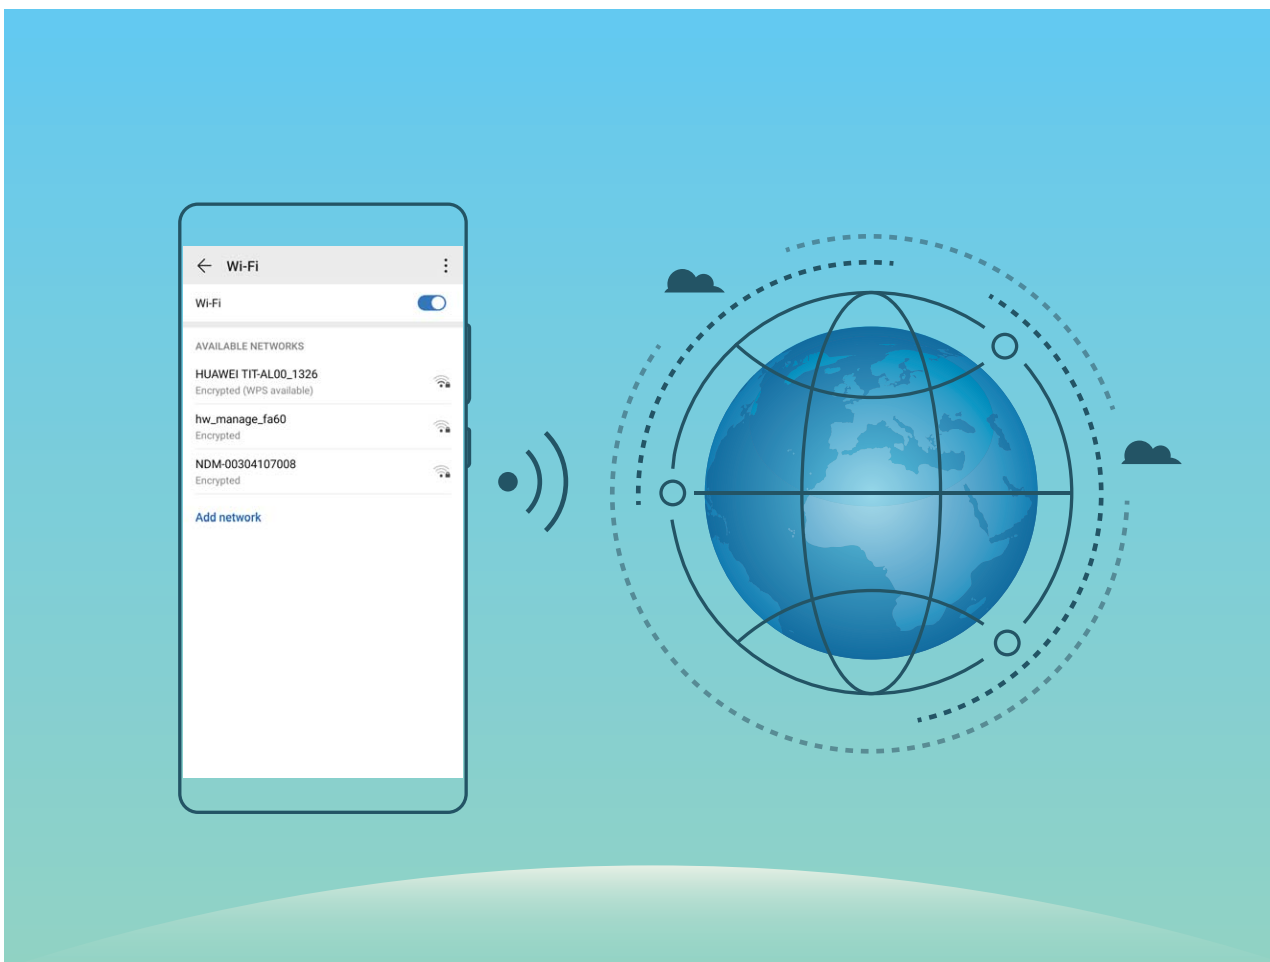 Wi-Fi
Wi-Fi
AVAILABLE NETWORKS
HUAWEI TIT-AL00_1326
Encrypted (WPS available)
hw_manage_fa60
Encrypted
NDM-00304107008
Encrypted
Add network